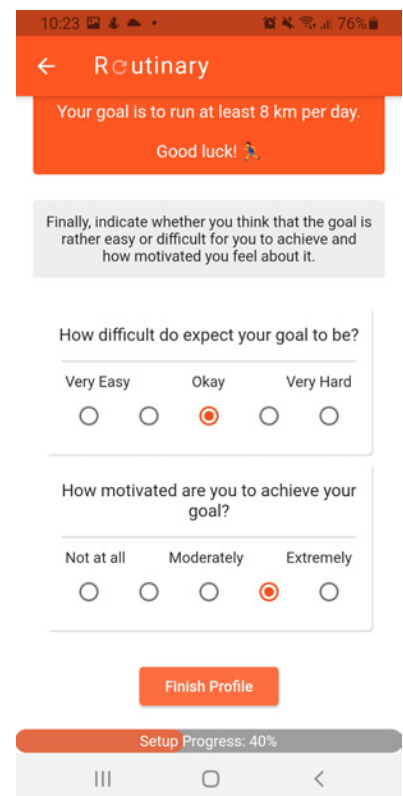 10:23 76%
Routinary
Your goal is to run at least 8 km per day.
Good luck! 🏃
Finally, indicate whether you think that the goal is
rather easy or difficult for you to achieve and
how motivated you feel about it.
How difficult do expect your goal to be?
Very Easy Okay Very Hard
How motivated are you to achieve your
goal?
Not at all Moderately Extremely
Finish Profile
Setup Progress: 40%